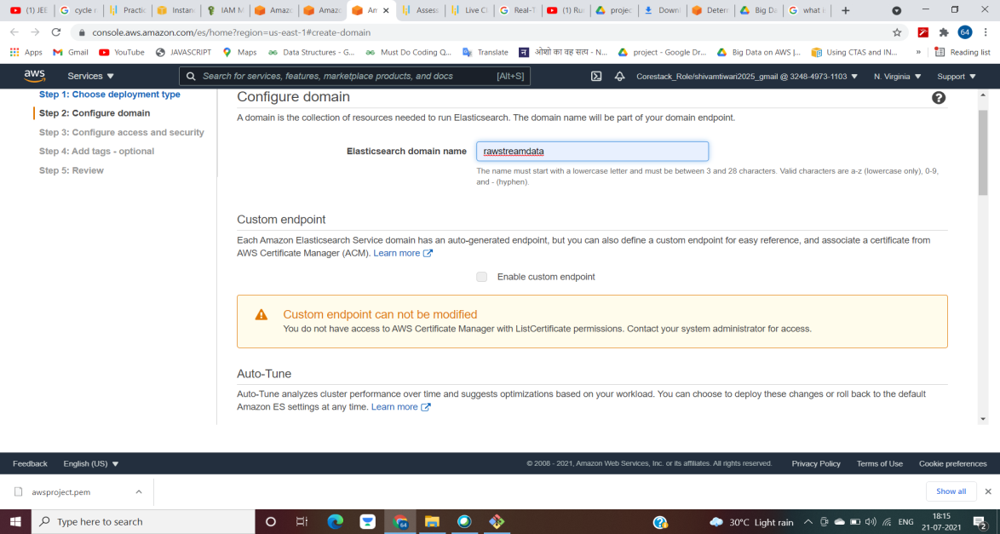 (1) JEE
cycle r
Practic
Instan
IAM M
Amaz
Amaz
Am
Assess
Live Cl
Real-T
(1) Ru
projec
Downl
Deterr
Big Da
what i
console.aws.amazon.com/es/home?region=us-east-1#create-domain
64
Apps Gmail YouTube JAVASCRIPT Maps Data Structures - G... Must Do Coding Q... Translate ओशो का वह सत्य - N... project - Google Dr... Big Data on AWS |... Using CTAS and IN... » Reading list
aws Services Search for services, features, marketplace products, and docs [Alt+S] Corestack_Role/shivamtiwari2025_gmail @ 3248-4973-1103 N. Virginia Support
Step 1: Choose deployment type
Step 2: Configure domain
Step 3: Configure access and security
Step 4: Add tags - optional
Step 5: Review
Configure domain
A domain is the collection of resources needed to run Elasticsearch. The domain name will be part of your domain endpoint.
Elasticsearch domain name rawstreamdata
The name must start with a lowercase letter and must be between 3 and 28 characters. Valid characters are a-z (lowercase only), 0-9,
and - (hyphen).
Custom endpoint
Each Amazon Elasticsearch Service domain has an auto-generated endpoint, but you can also define a custom endpoint for easy reference, and associate a certificate from
AWS Certificate Manager (ACM). Learn more
Enable custom endpoint
Custom endpoint can not be modified
You do not have access to AWS Certificate Manager with ListCertificate permissions. Contact your system administrator for access.
Auto-Tune
Auto-Tune analyzes cluster performance over time and suggests optimizations based on your workload. You can choose to deploy these changes or roll back to the default
Amazon ES settings at any time. Learn more
Feedback English (US) © 2008 - 2021, Amazon Web Services, Inc. or its affiliates. All rights reserved. Privacy Policy Terms of Use Cookie preferences
awsproject.pem Show all
Type here to search 64 30°C Light rain ENG 18:15
21-07-2021 2